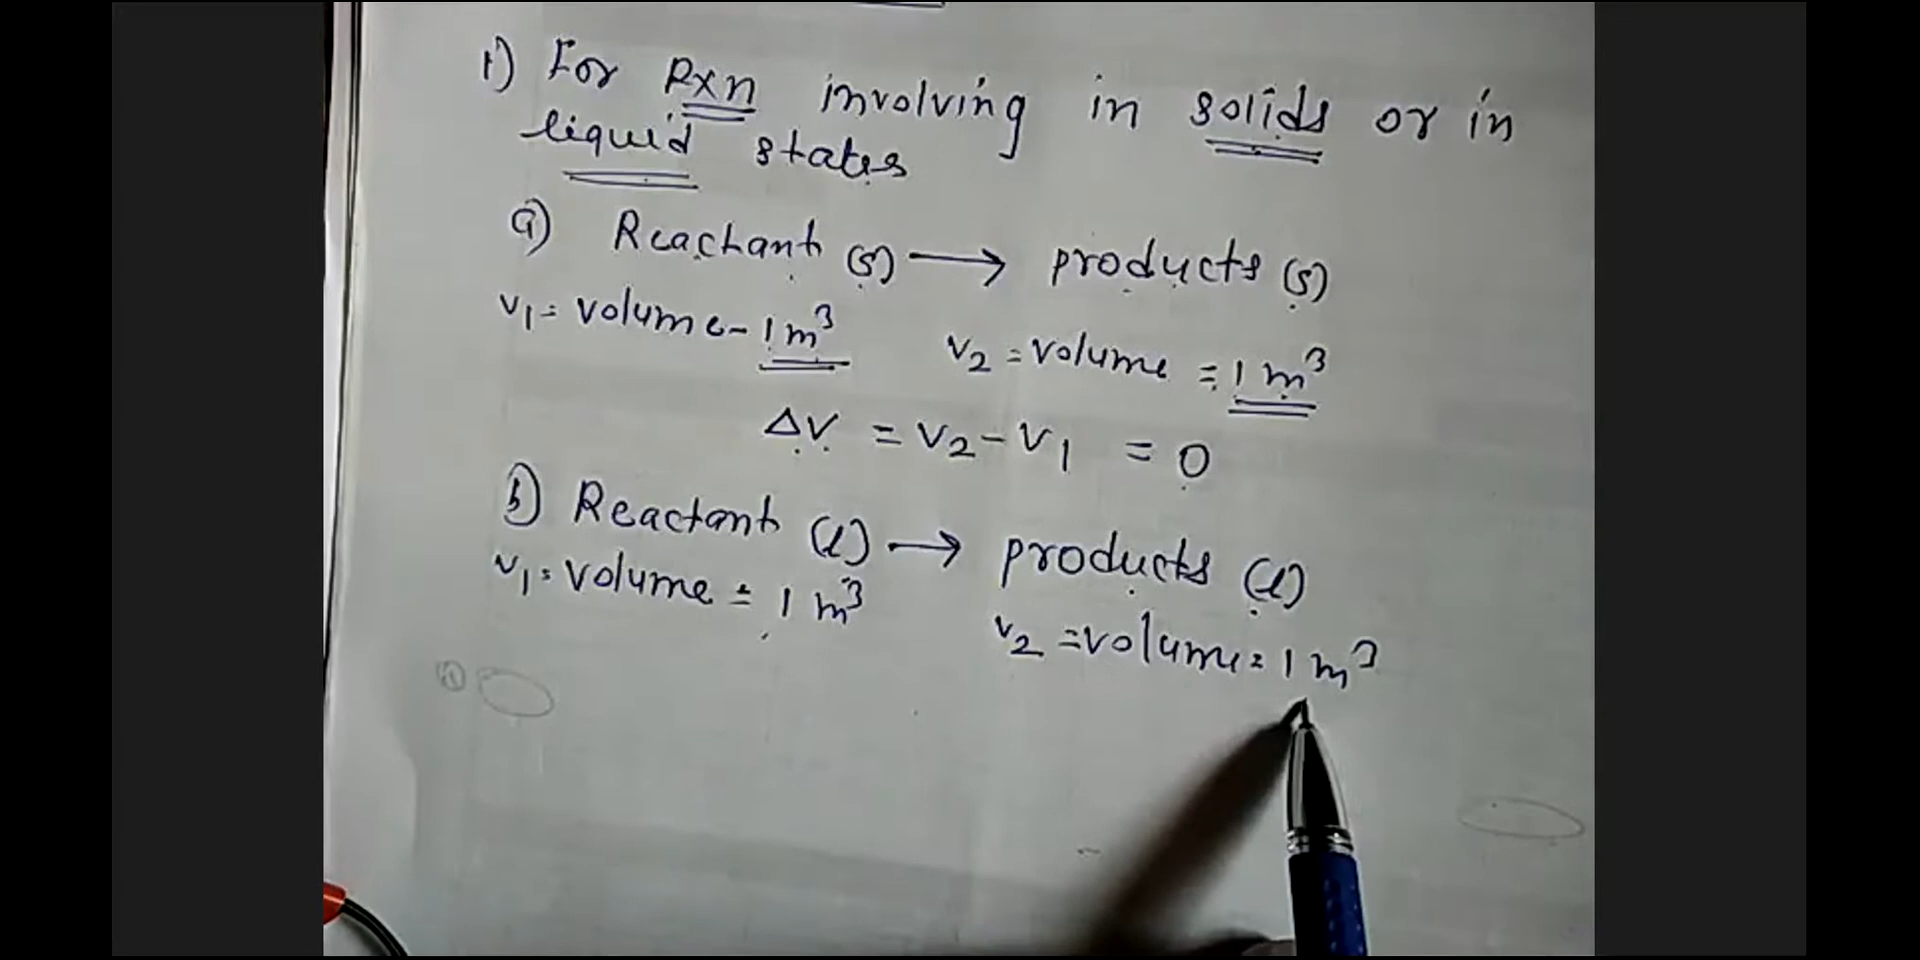 1) For Rxn involving in solids or in
liquid states
a) Reactant (s) → products (s)
V1 = volume - 1 m³ V2 = volume = 1 m³
ΔV = V2 - V1 = 0
b) Reactant (l) → products (l)
V1 = volume = 1 m³ V2 = volume = 1 m³